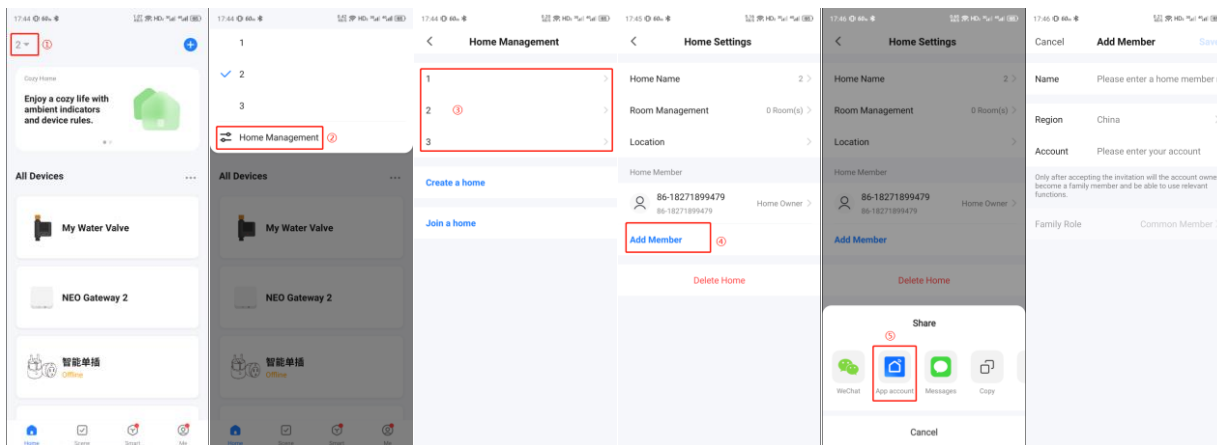 17:44
2
①
Cozy Home
Enjoy a cozy life with
ambient indicators
and device rules.
All Devices
...
My Water Valve
NEO Gateway 2
智能单插
Offline
Home
Scene
Smart
Me
17:44
1
2
3
Home Management
②
All Devices
...
My Water Valve
NEO Gateway 2
智能单插
Offline
Home
Scene
Smart
Me
17:44
Home Management
1
2
③
3
Create a home
Join a home
17:45
Home Settings
Home Name 2
Room Management 0 Room(s)
Location
Home Member
86-18271899479
86-18271899479
Home Owner
Add Member
④
Delete Home
17:46
Home Settings
Home Name 2
Room Management 0 Room(s)
Location
Home Member
86-18271899479
86-18271899479
Home Owner
Add Member
Delete Home
Share
⑤
WeChat
App account
Messages
Copy
Cancel
17:46
Cancel
Add Member
Save
Name Please enter a home member
Region China
Account Please enter your account
Only after accepting the invitation will the account owne
become a family member and be able to use relevant
functions.
Family Role Common Member